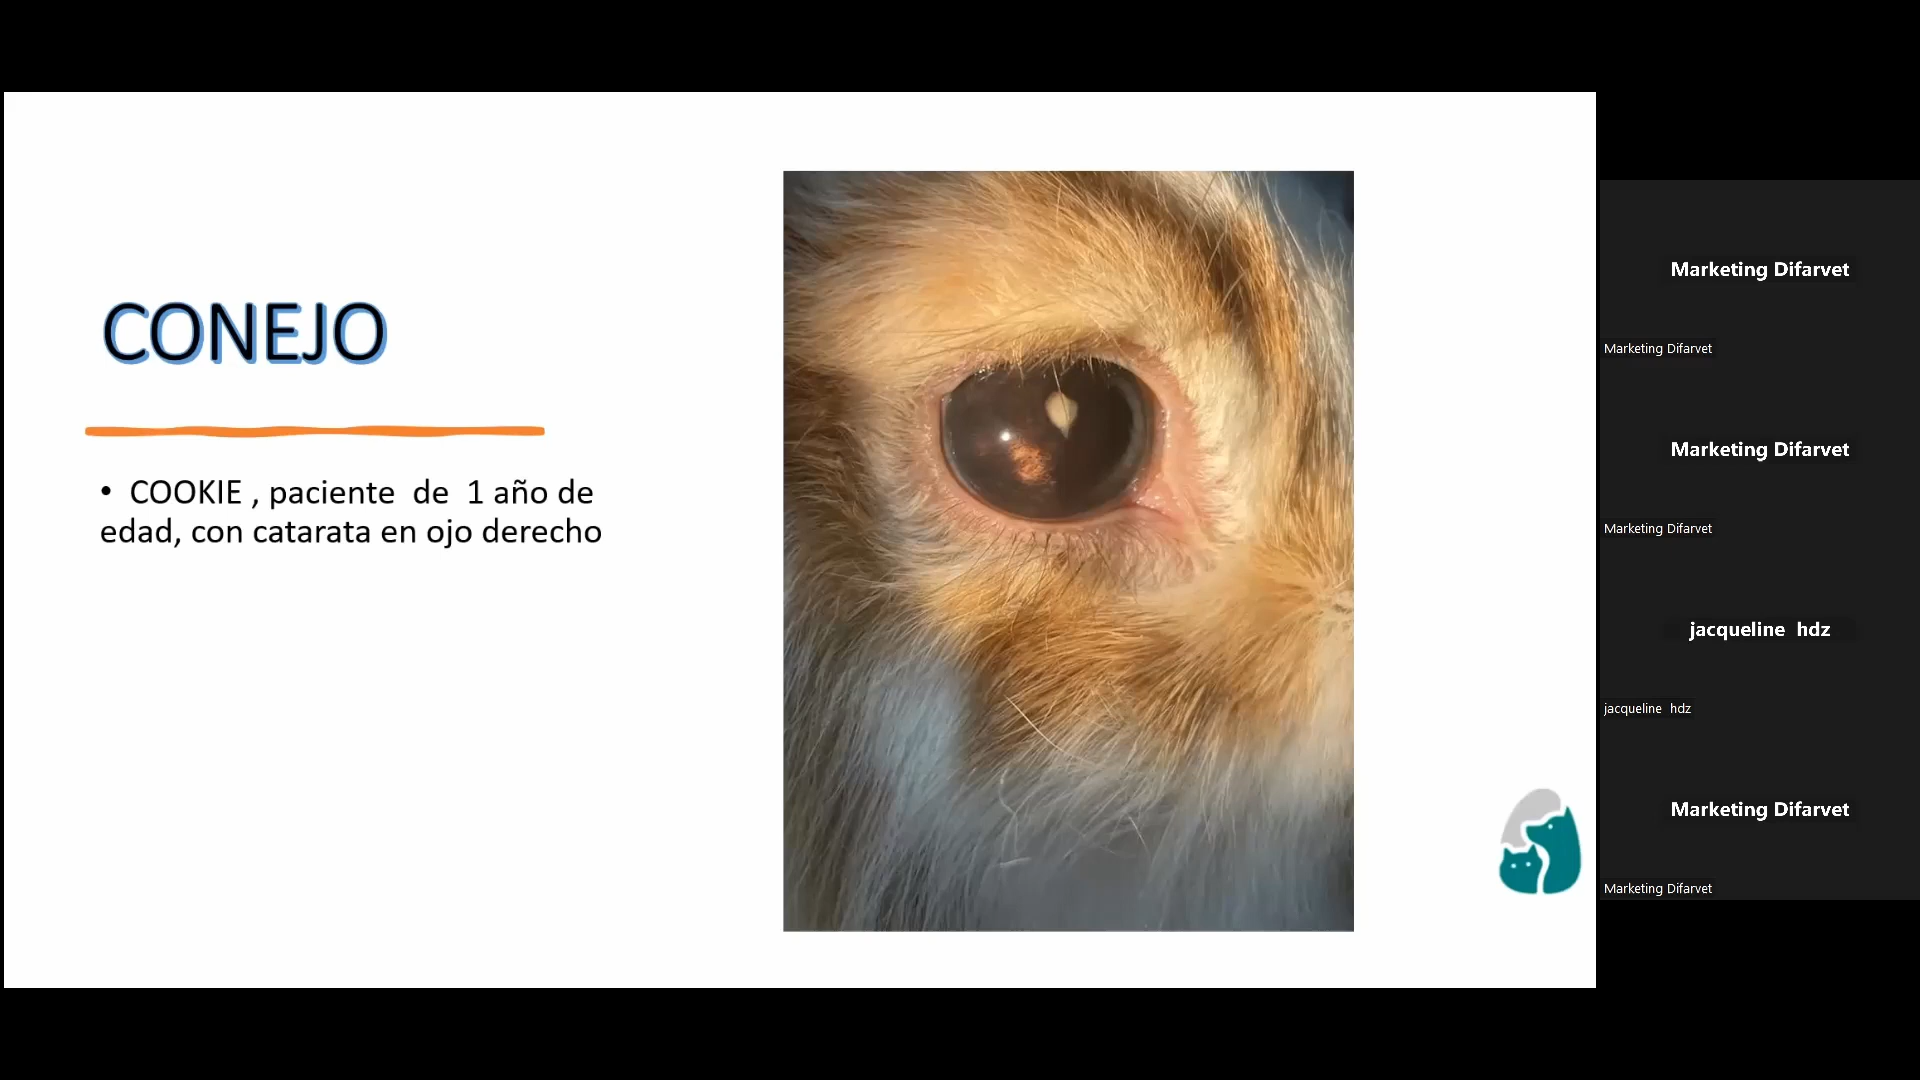 CONEJO
• COOKIE , paciente de 1 año de
edad, con catarata en ojo derecho
Marketing Difarvet
Marketing Difarvet
Marketing Difarvet
Marketing Difarvet
jacqueline hdz
jacqueline hdz
Marketing Difarvet
Marketing Difarvet